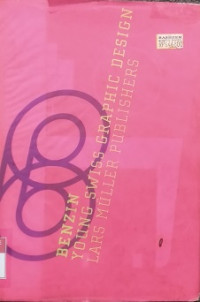 BENZIN
YOUNG SWISS GRAPHIC DESIGN
LARS MÜLLER PUBLISHERS